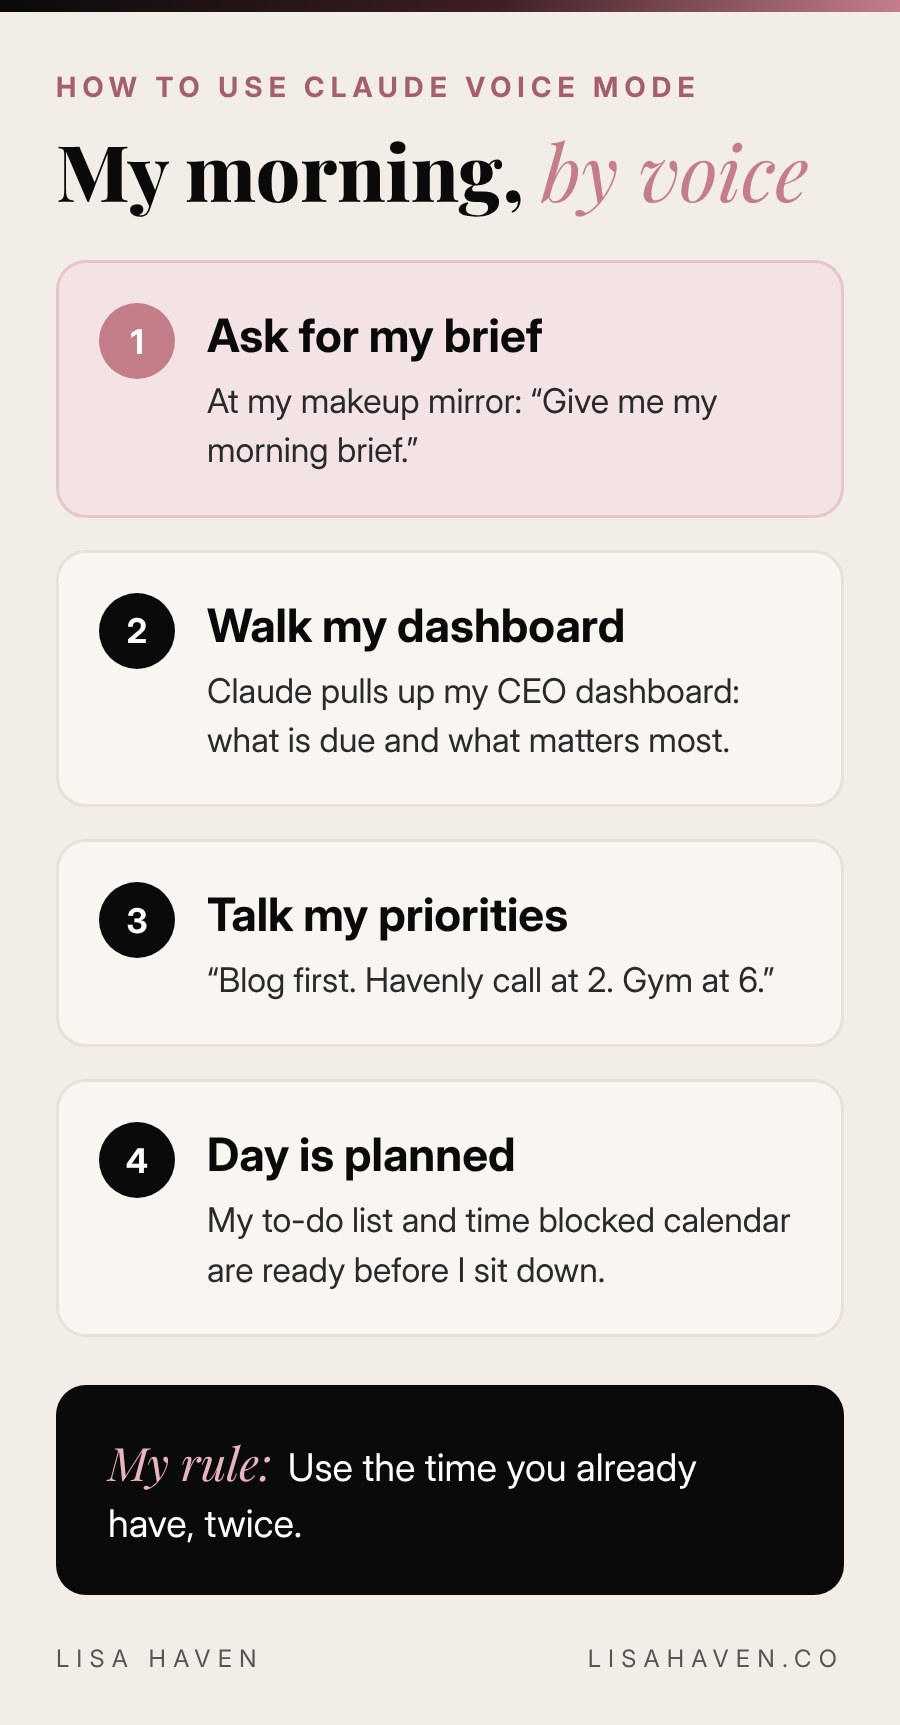 HOW TO USE CLAUDE VOICE MODE
My morning, by voice
1
Ask for my brief
At my makeup mirror: “Give me my
morning brief.”
2
Walk my dashboard
Claude pulls up my CEO dashboard:
what is due and what matters most.
3
Talk my priorities
“Blog first. Havenly call at 2. Gym at 6.”
4
Day is planned
My to-do list and time blocked calendar
are ready before I sit down.
My rule: Use the time you already
have, twice.
LISA HAVEN
LISAHAVEN.CO